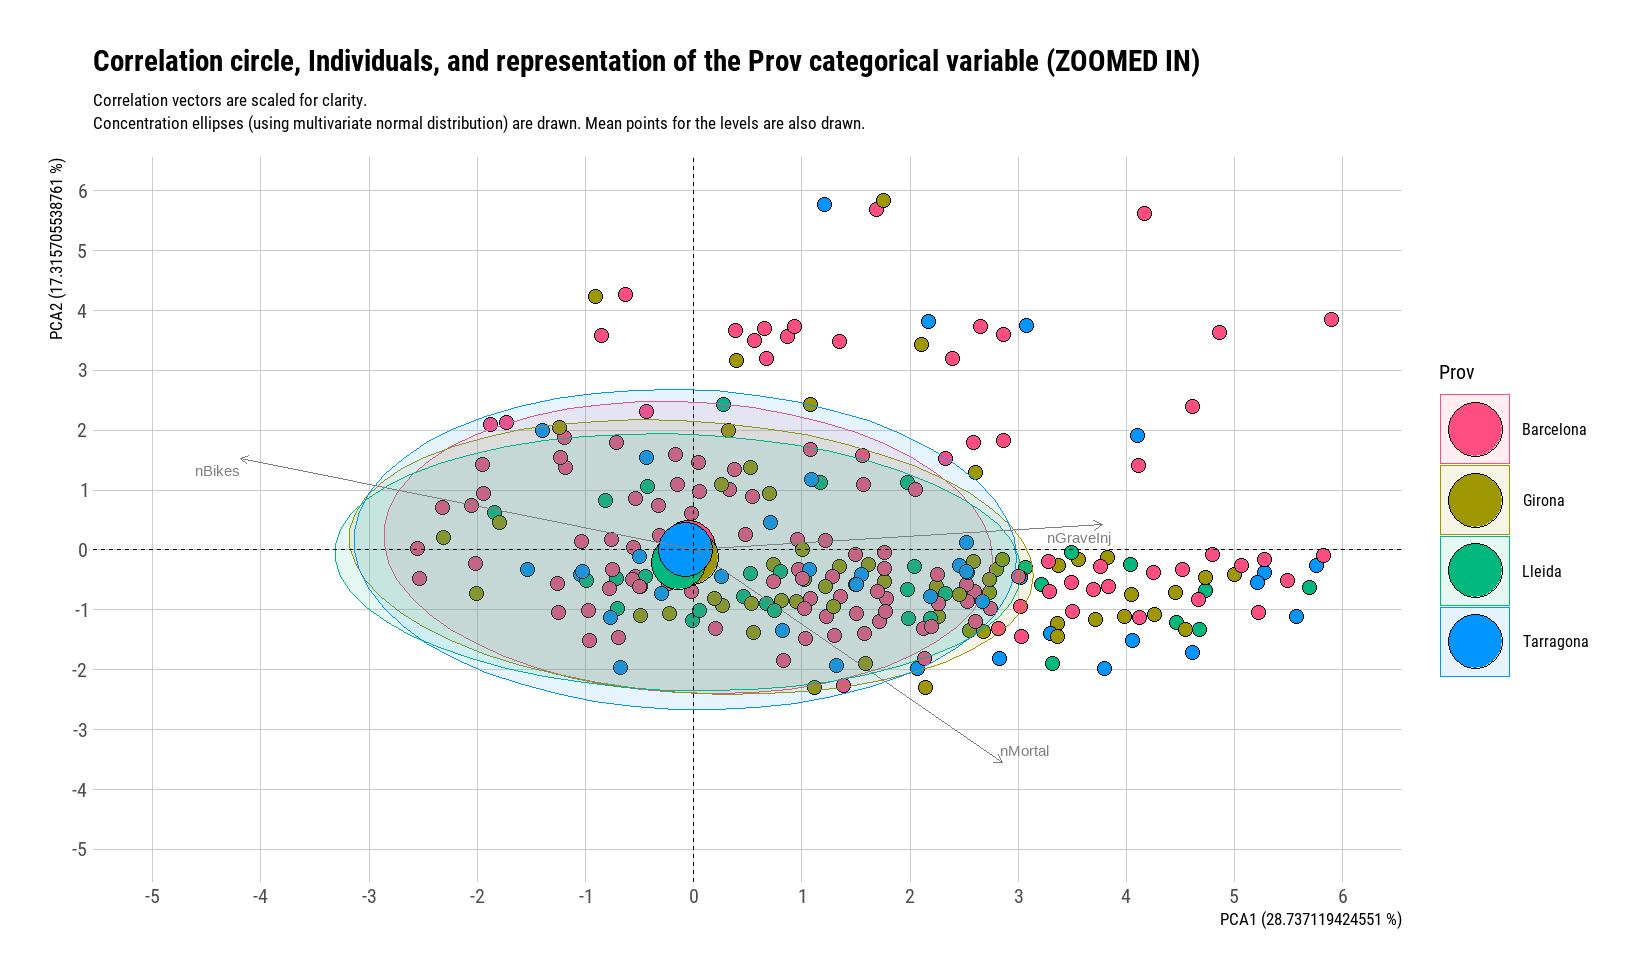 Correlation circle, Individuals, and representation of the Prov categorical variable (ZOOMED IN)
Correlation vectors are scaled for clarity.
Concentration ellipses (using multivariate normal distribution) are drawn. Mean points for the levels are also drawn.
PCA2 (17.315705538761 %)
6
5
4
3
2
1
0
-1
-2
-3
-4
-5
nBikes
nGraveInj
nMortal
-5
-4
-3
-2
-1
0
1
2
3
4
5
6
PCA1 (28.737119424551 %)
Prov
Barcelona
Girona
Lleida
Tarragona